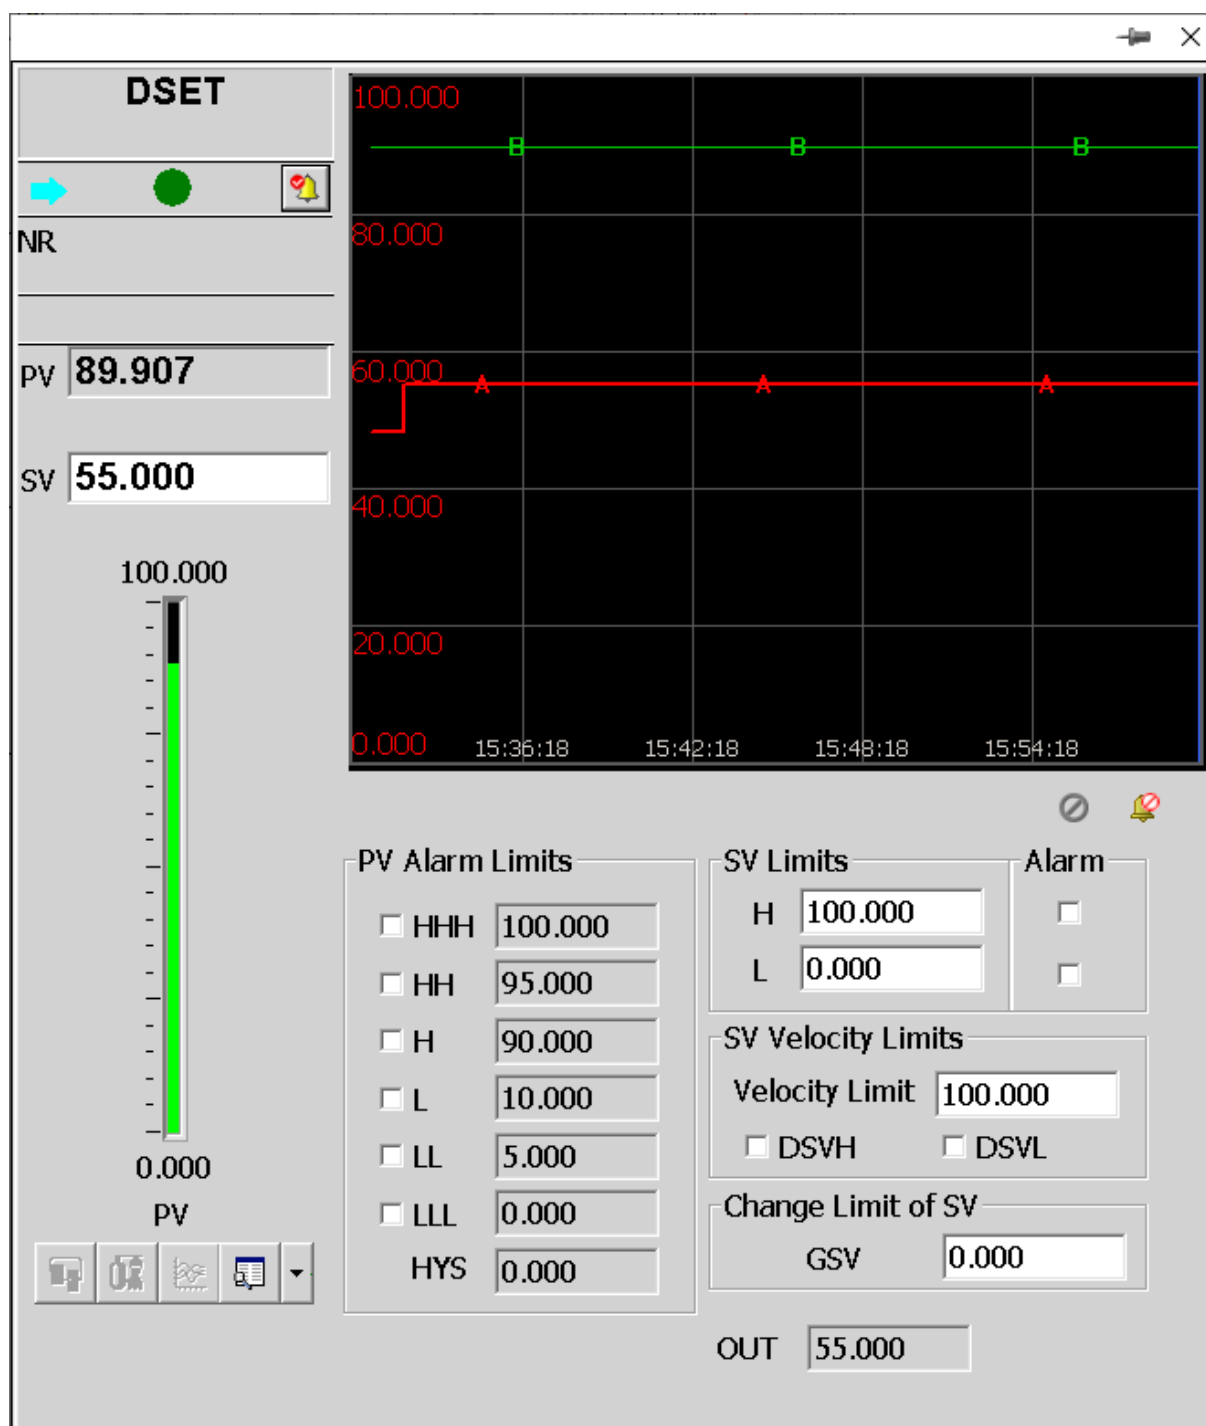 DSET
NR
PV 89.907
SV 55.000
100.000
0.000
PV
100.000
80.000
60.000
40.000
20.000
0.000
B B B
A A A
15:36:18 15:42:18 15:48:18 15:54:18
PV Alarm Limits
HHH 100.000
HH 95.000
H 90.000
L 10.000
LL 5.000
LLL 0.000
HYS 0.000
SV Limits Alarm
H 100.000
L 0.000
SV Velocity Limits
Velocity Limit 100.000
DSVH DSVL
Change Limit of SV
GSV 0.000
OUT 55.000